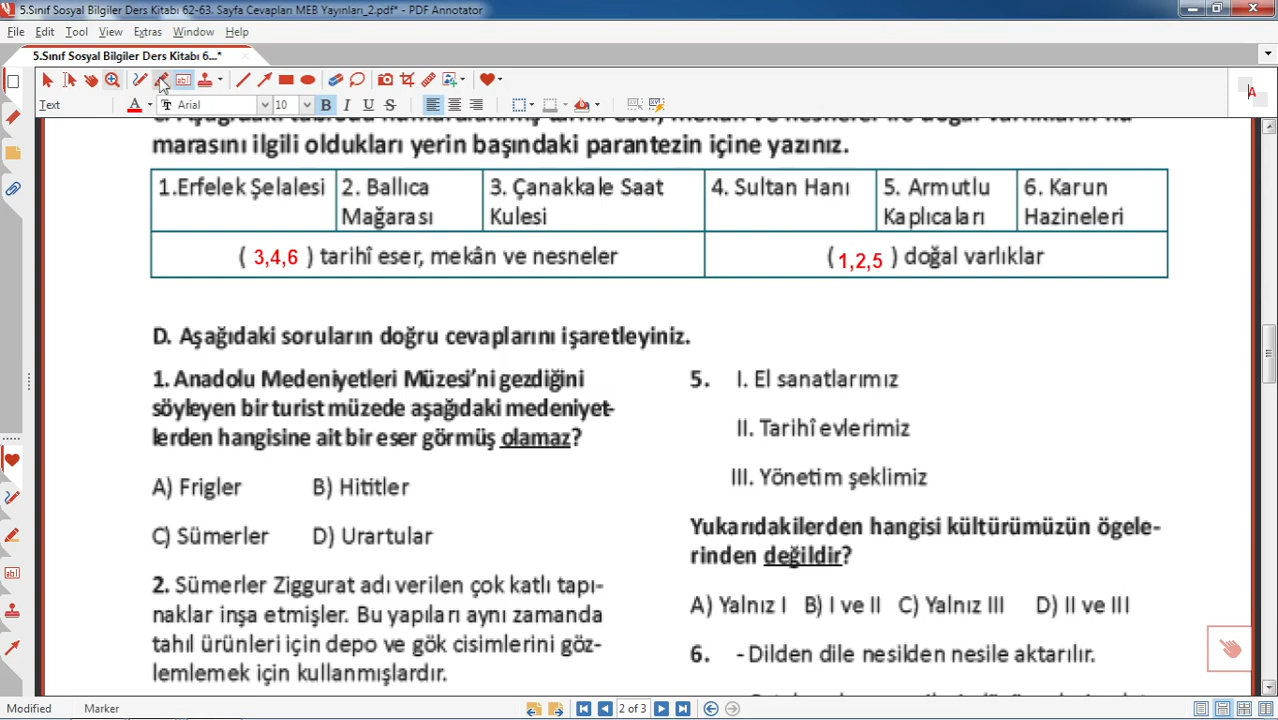 5.Sınıf Sosyal Bilgiler Ders Kitabı 62-63. Sayfa Cevapları MEB Yayınları_2.pdf* - PDF Annotator
File Edit Tool View Extras Window Help
5.Sınıf Sosyal Bilgiler Ders Kitabı 6...*
Text A Arial 10 B I U S
marasını ilgili oldukları yerin başındaki parantezin içine yazınız.
1.Erfelek Şelalesi
2. Ballıca
Mağarası
3. Çanakkale Saat
Kulesi
4. Sultan Hanı
5. Armutlu
Kaplıcaları
6. Karun
Hazineleri
( 3,4,6 ) tarihî eser, mekân ve nesneler
( 1,2,5 ) doğal varlıklar
D. Aşağıdaki soruların doğru cevaplarını işaretleyiniz.
1. Anadolu Medeniyetleri Müzesi’ni gezdiğini
söyleyen bir turist müzede aşağıdaki medeniyet-
lerden hangisine ait bir eser görmüş olamaz?
A) Frigler B) Hititler
C) Sümerler D) Urartular
2. Sümerler Ziggurat adı verilen çok katlı tapı-
naklar inşa etmişler. Bu yapıları aynı zamanda
tahıl ürünleri için depo ve gök cisimlerini göz-
lemlemek için kullanmışlardır.
5. I. El sanatlarımız
II. Tarihî evlerimiz
III. Yönetim şeklimiz
Yukarıdakilerden hangisi kültürümüzün ögele-
rinden değildir?
A) Yalnız I B) I ve II C) Yalnız III D) II ve III
6. - Dilden dile nesilden nesile aktarılır.
Modified Marker 2 of 3